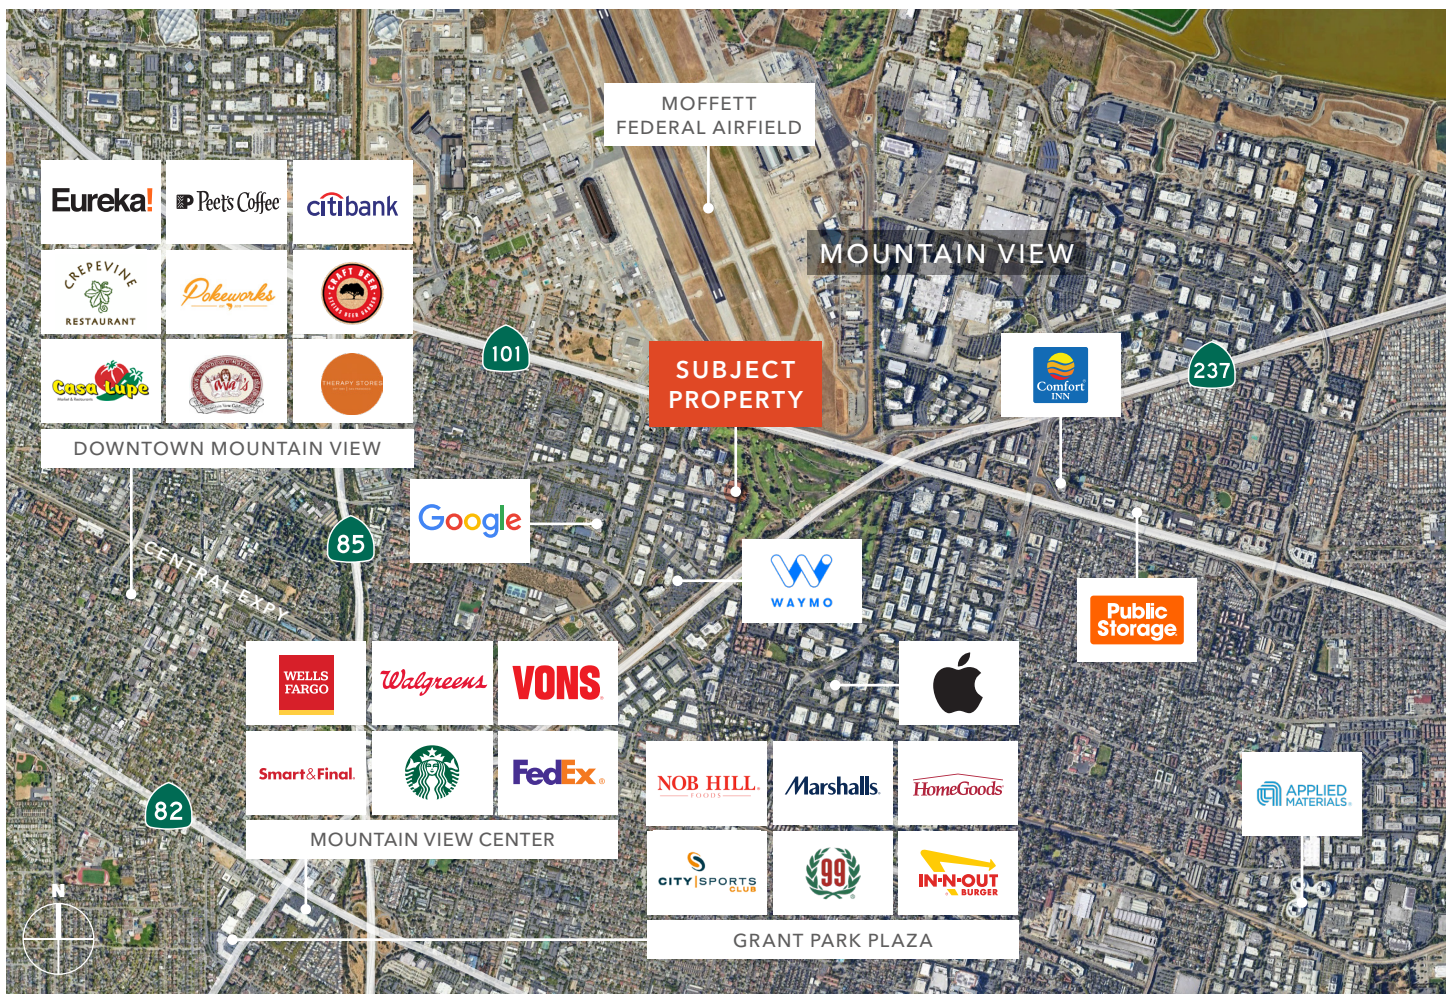 MOFFETT
FEDERAL AIRFIELD
Eureka!
Peet's Coffee
citibank
MOUNTAIN VIEW
CREPEVINE
RESTAURANT
Pokeworks
CRAFT BEER
101
SUBJECT
PROPERTY
237
Comfort
INN
Casa Lupe
THERAPY STORES
DOWNTOWN MOUNTAIN VIEW
Google
85
CENTRAL EXPY
WAYMO
Public
Storage
WELLS
FARGO
Walgreens
VONS
Smart&Final.
FedEx
82
MOUNTAIN VIEW CENTER
NOB HILL
FOODS
Marshalls
HomeGoods
APPLIED
MATERIALS
CITY SPORTS
CLUB
99
IN-N-OUT
BURGER
N
GRANT PARK PLAZA